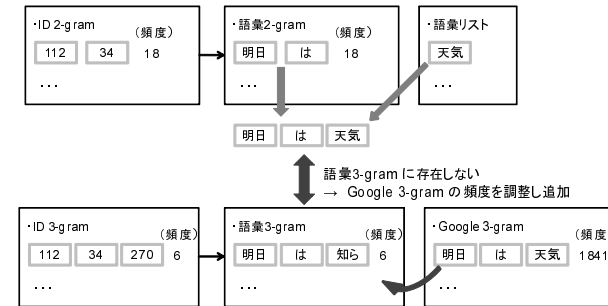 ・ID 2-gram
(頻度)
112 34 18
・・・
・語彙2-gram
(頻度)
明日 は 18
・・・
・語彙リスト
天気
・・・
明日 は 天気
語彙3-gram に存在しない
→ Google 3-gram の頻度を調整し追加
・ID 3-gram
(頻度)
112 34 270 6
・・・
・語彙3-gram
(頻度)
明日 は 知ら 6
・・・
・Google 3-gram
(頻度)
明日 は 天気 1841
・・・